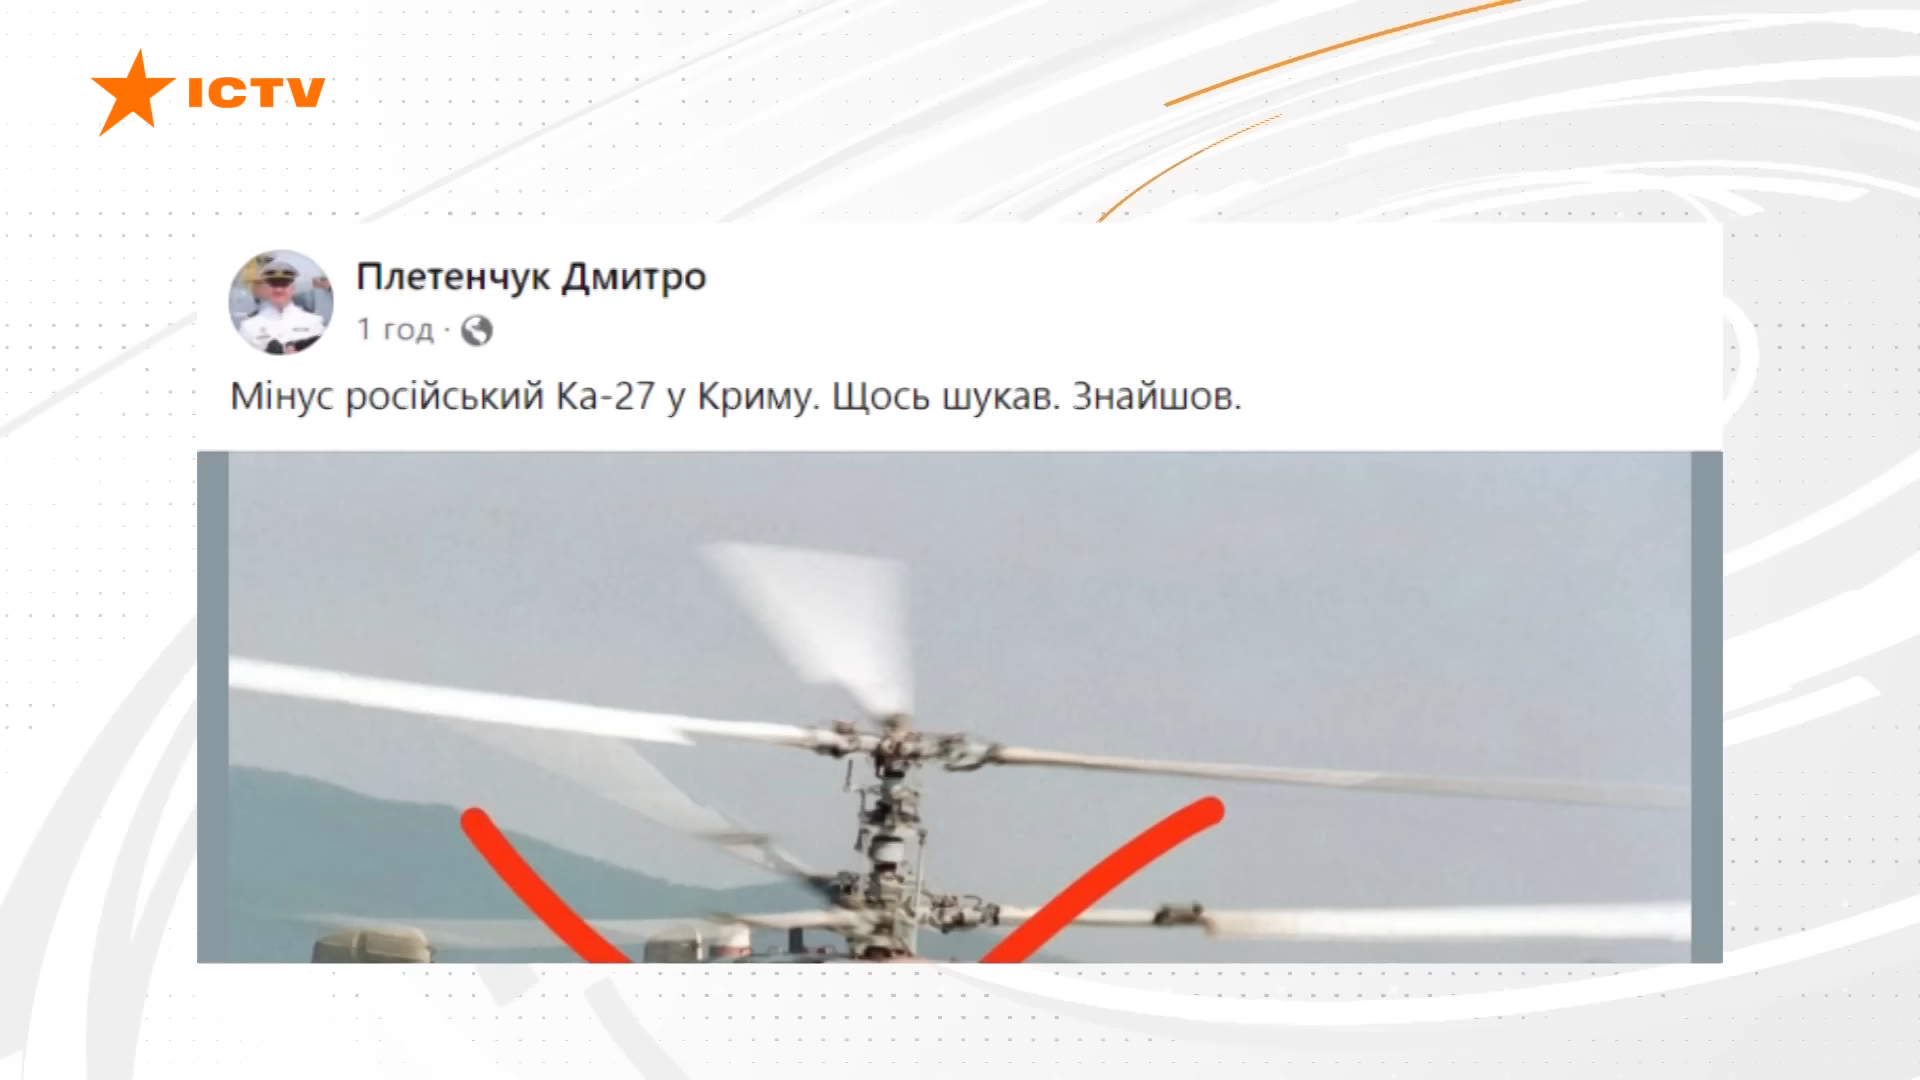 ICTV
Плетенчук Дмитро
1 год ·
Мінус російський Ка-27 у Криму. Щось шукав. Знайшов.